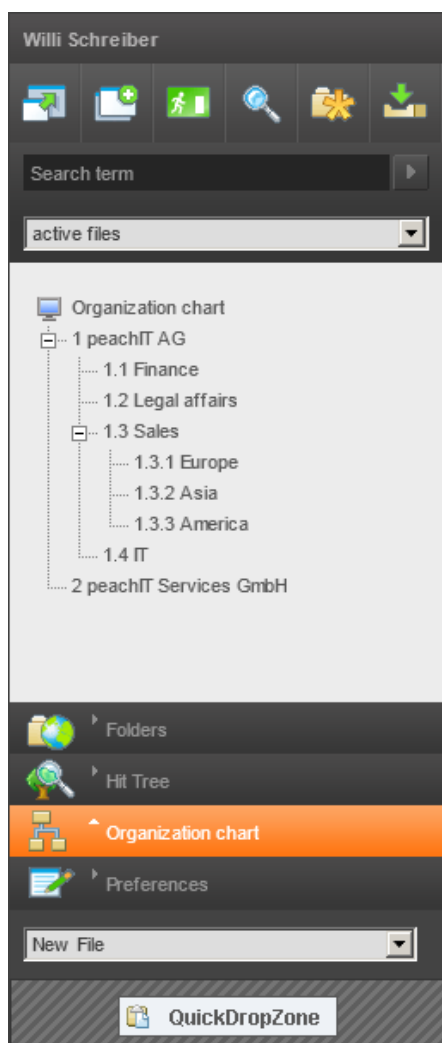 Willi Schreiber
Search term
active files
Organization chart
1 peachIT AG
1.1 Finance
1.2 Legal affairs
1.3 Sales
1.3.1 Europe
1.3.2 Asia
1.3.3 America
1.4 IT
2 peachIT Services GmbH
Folders
Hit Tree
Organization chart
Preferences
New File
QuickDropZone